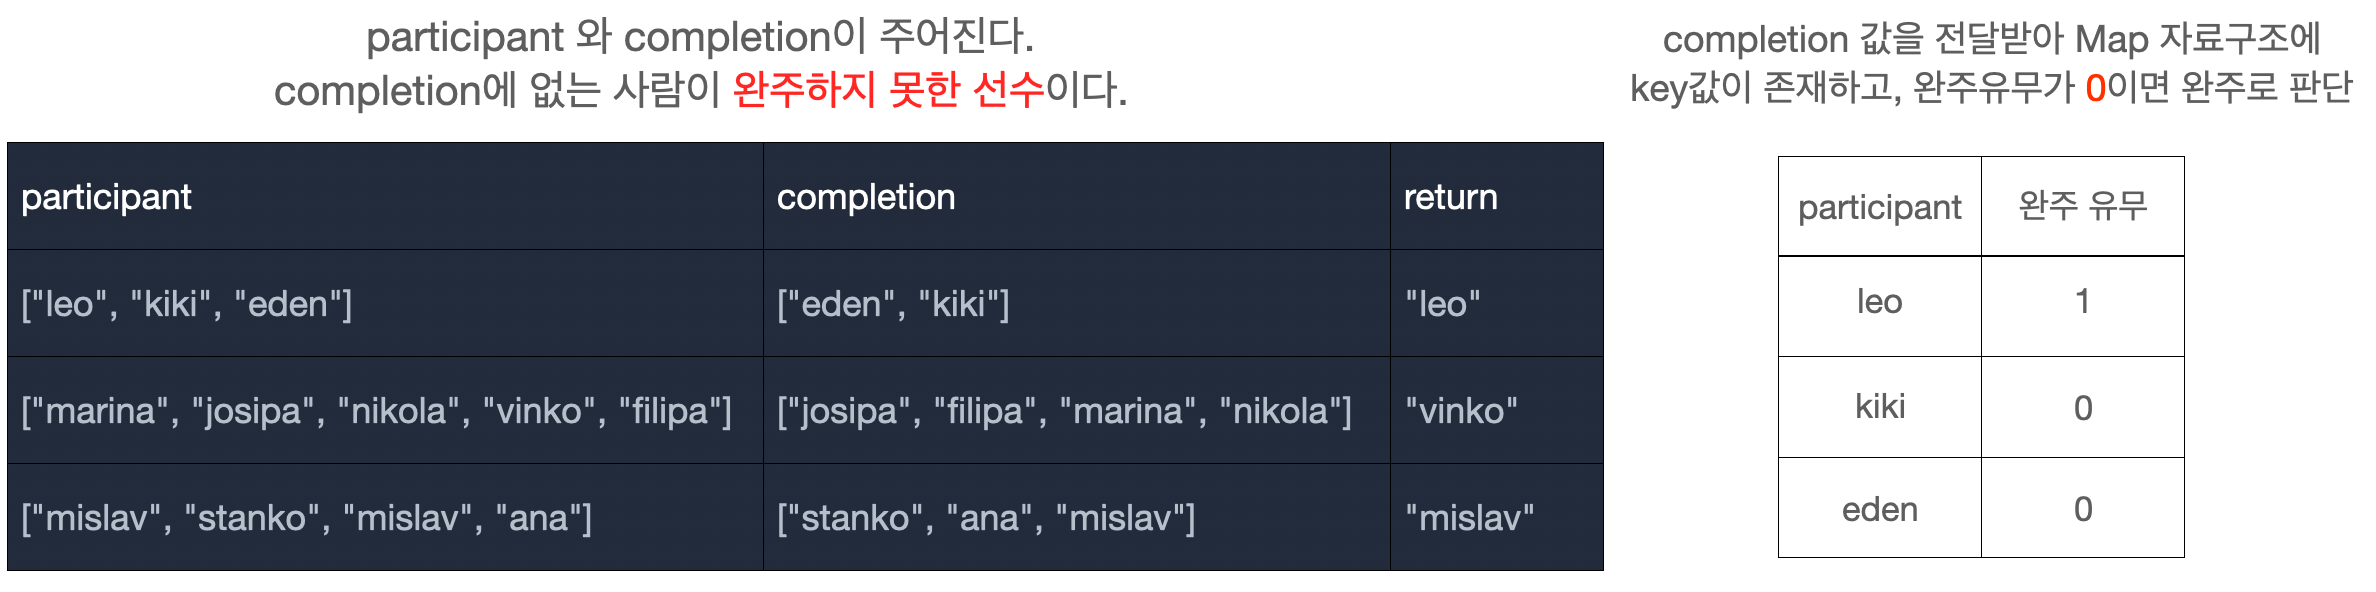 participant 와 completion이 주어진다.
completion에 없는 사람이 완주하지 못한 선수이다.
participant completion return
["leo", "kiki", "eden"] ["eden", "kiki"] "leo"
["marina", "josipa", "nikola", "vinko", "filipa"] ["josipa", "filipa", "marina", "nikola"] "vinko"
["mislav", "stanko", "mislav", "ana"] ["stanko", "ana", "mislav"] "mislav"
completion 값을 전달받아 Map 자료구조에
key값이 존재하고, 완주유무가 0이면 완주로 판단
participant 완주 유무
leo 1
kiki 0
eden 0